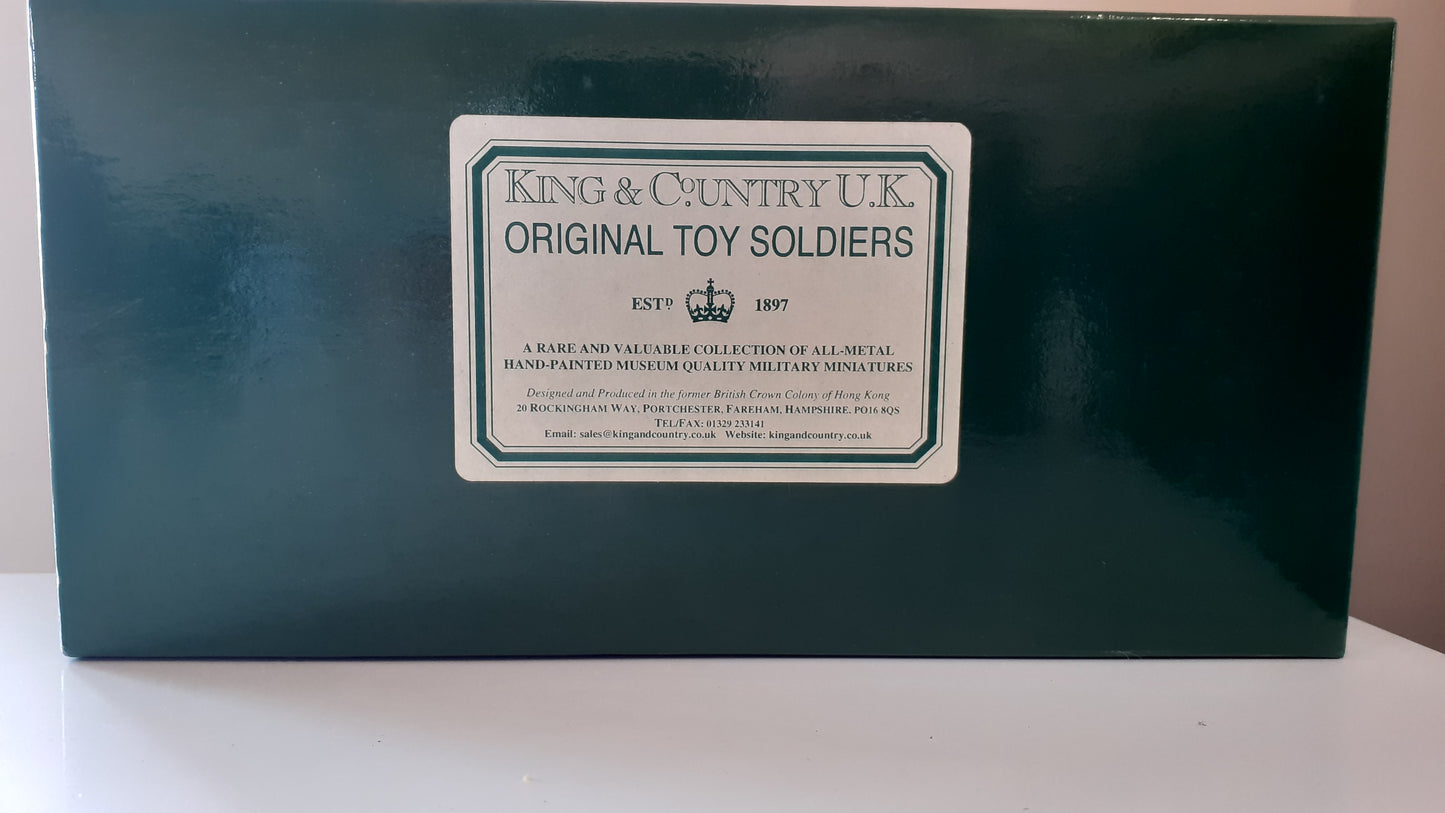 KING & CO.UNTRY U.K.
ORIGINAL TOY SOLDIERS
ESTD. 1897
A RARE AND VALUABLE COLLECTION OF ALL-METAL
HAND-PAINTED MUSEUM QUALITY MILITARY MINIATURES
Designed and Produced in the former British Crown Colony of Hong Kong
20 ROCKINGHAM WAY, PORTCHESTER, FAREHAM, HAMPSHIRE. PO16 8QS
TEL/FAX: 01329 233141
Email: sales@kingandcountry.co.uk Website: kingandcountry.co.uk